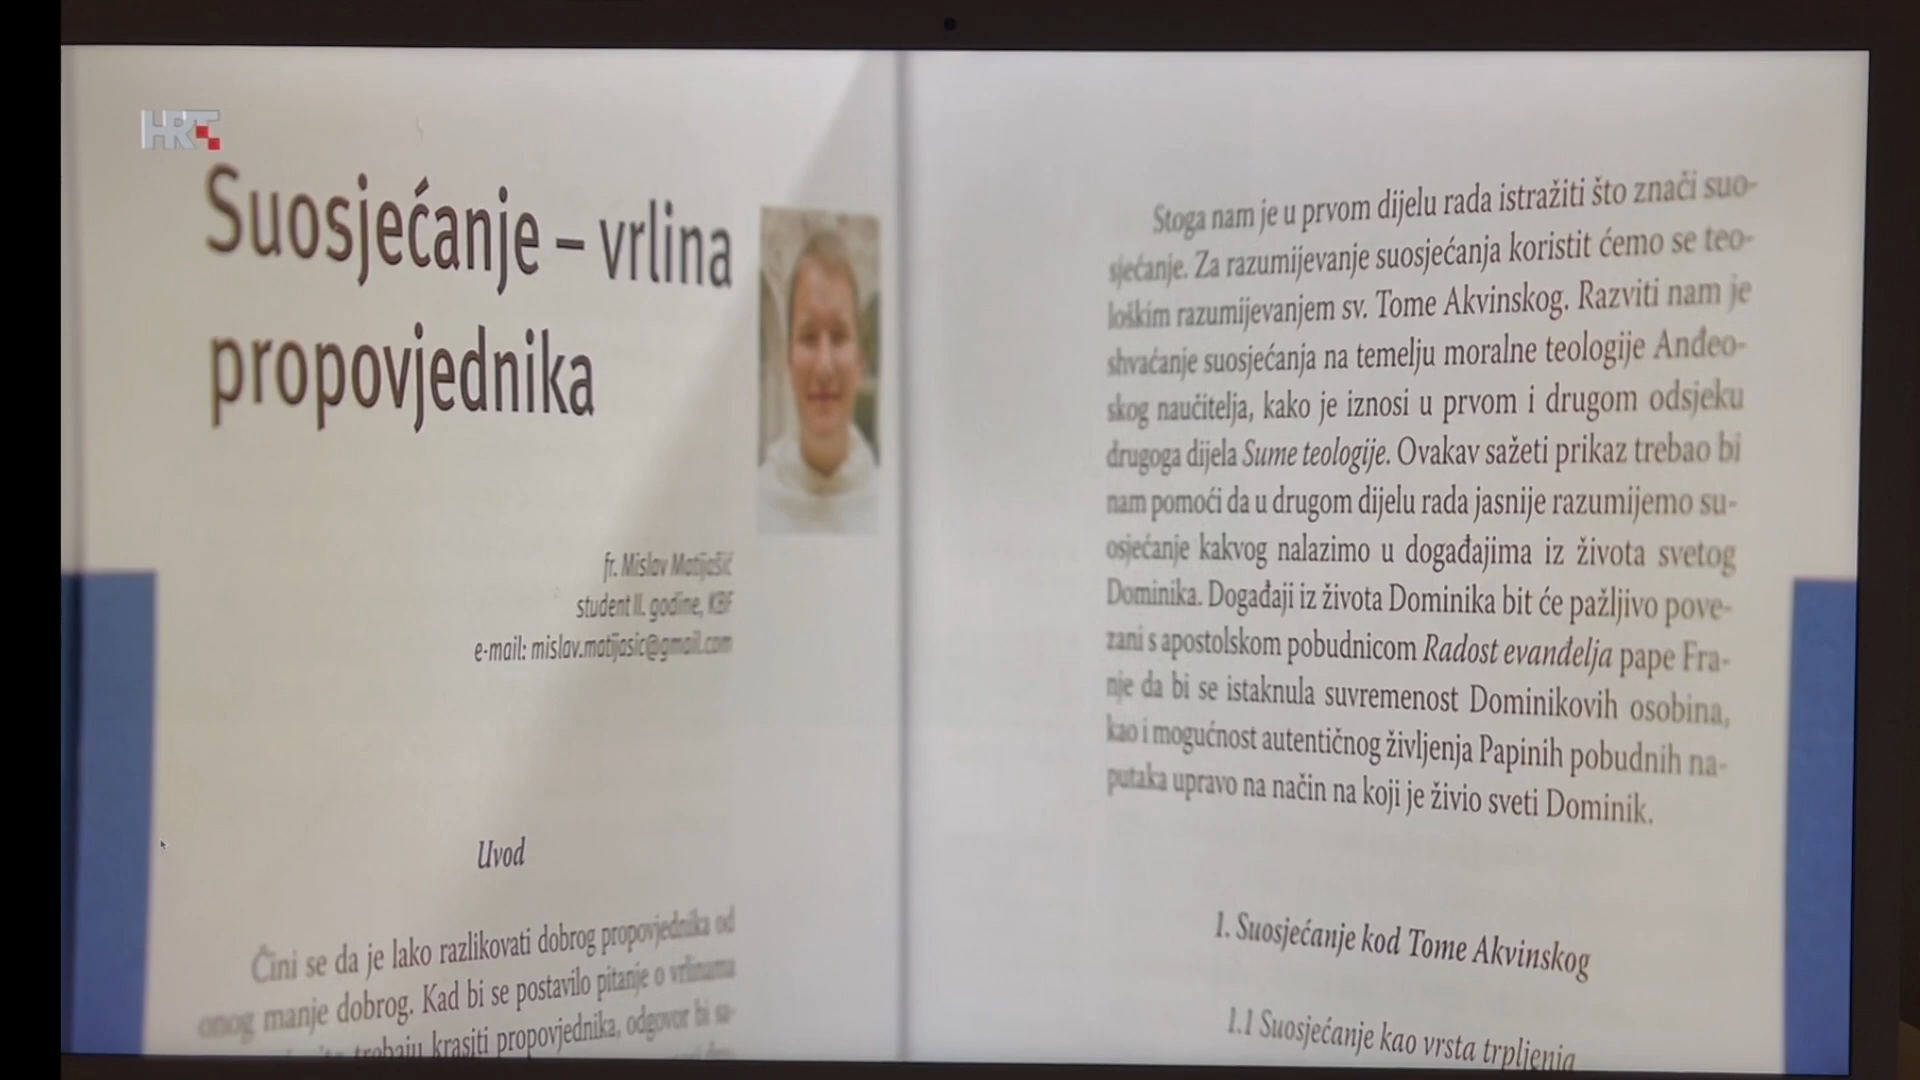 HRT
Suosjećanje – vrlina
propovjednika
fr. Mislav Matijašić
student II. godine, KBF
e-mail: mislav.matijasic@gmail.com
Uvod
Čini se da je lako razlikovati dobrog propovjednika od
onog manje dobrog. Kad bi se postavilo pitanje o vrlinama
trebaju krasiti propovjednika, odgovor bi sa-
Stoga nam je u prvom dijelu rada istražiti što znači suo-
sjećanje. Za razumijevanje suosjećanja koristit ćemo se teo-
loškim razumijevanjem sv. Tome Akvinskog. Razviti nam je
shvaćanje suosjećanja na temelju moralne teologije Anđeo-
skog naučitelja, kako je iznosi u prvom i drugom odsjeku
drugoga dijela Sume teologije. Ovakav sažeti prikaz trebao bi
nam pomoći da u drugom dijelu rada jasnije razumijemo su-
osjećanje kakvog nalazimo u događajima iz života svetog
Dominika. Događaji iz života Dominika bit će pažljivo pove-
zani s apostolskom pobudnicom Radost evanđelja pape Fra-
nje da bi se istaknula suvremenost Dominikovih osobina,
kao i mogućnost autentičnog življenja Papinih pobudnih na-
putaka upravo na način na koji je živio sveti Dominik.
1. Suosjećanje kod Tome Akvinskog
1.1 Suosjećanje kao vrsta trpljenja